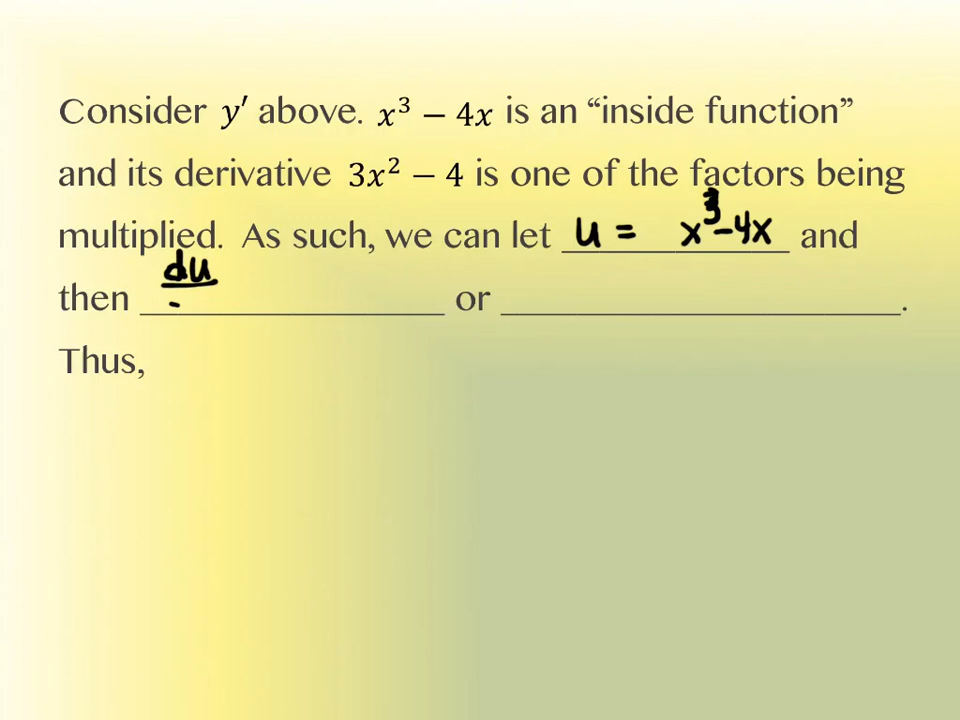 Consider y′ above. x³ − 4x is an “inside function”
and its derivative 3x² − 4 is one of the factors being
multiplied. As such, we can let u = x³-4x and
then du or ____________________.
Thus,